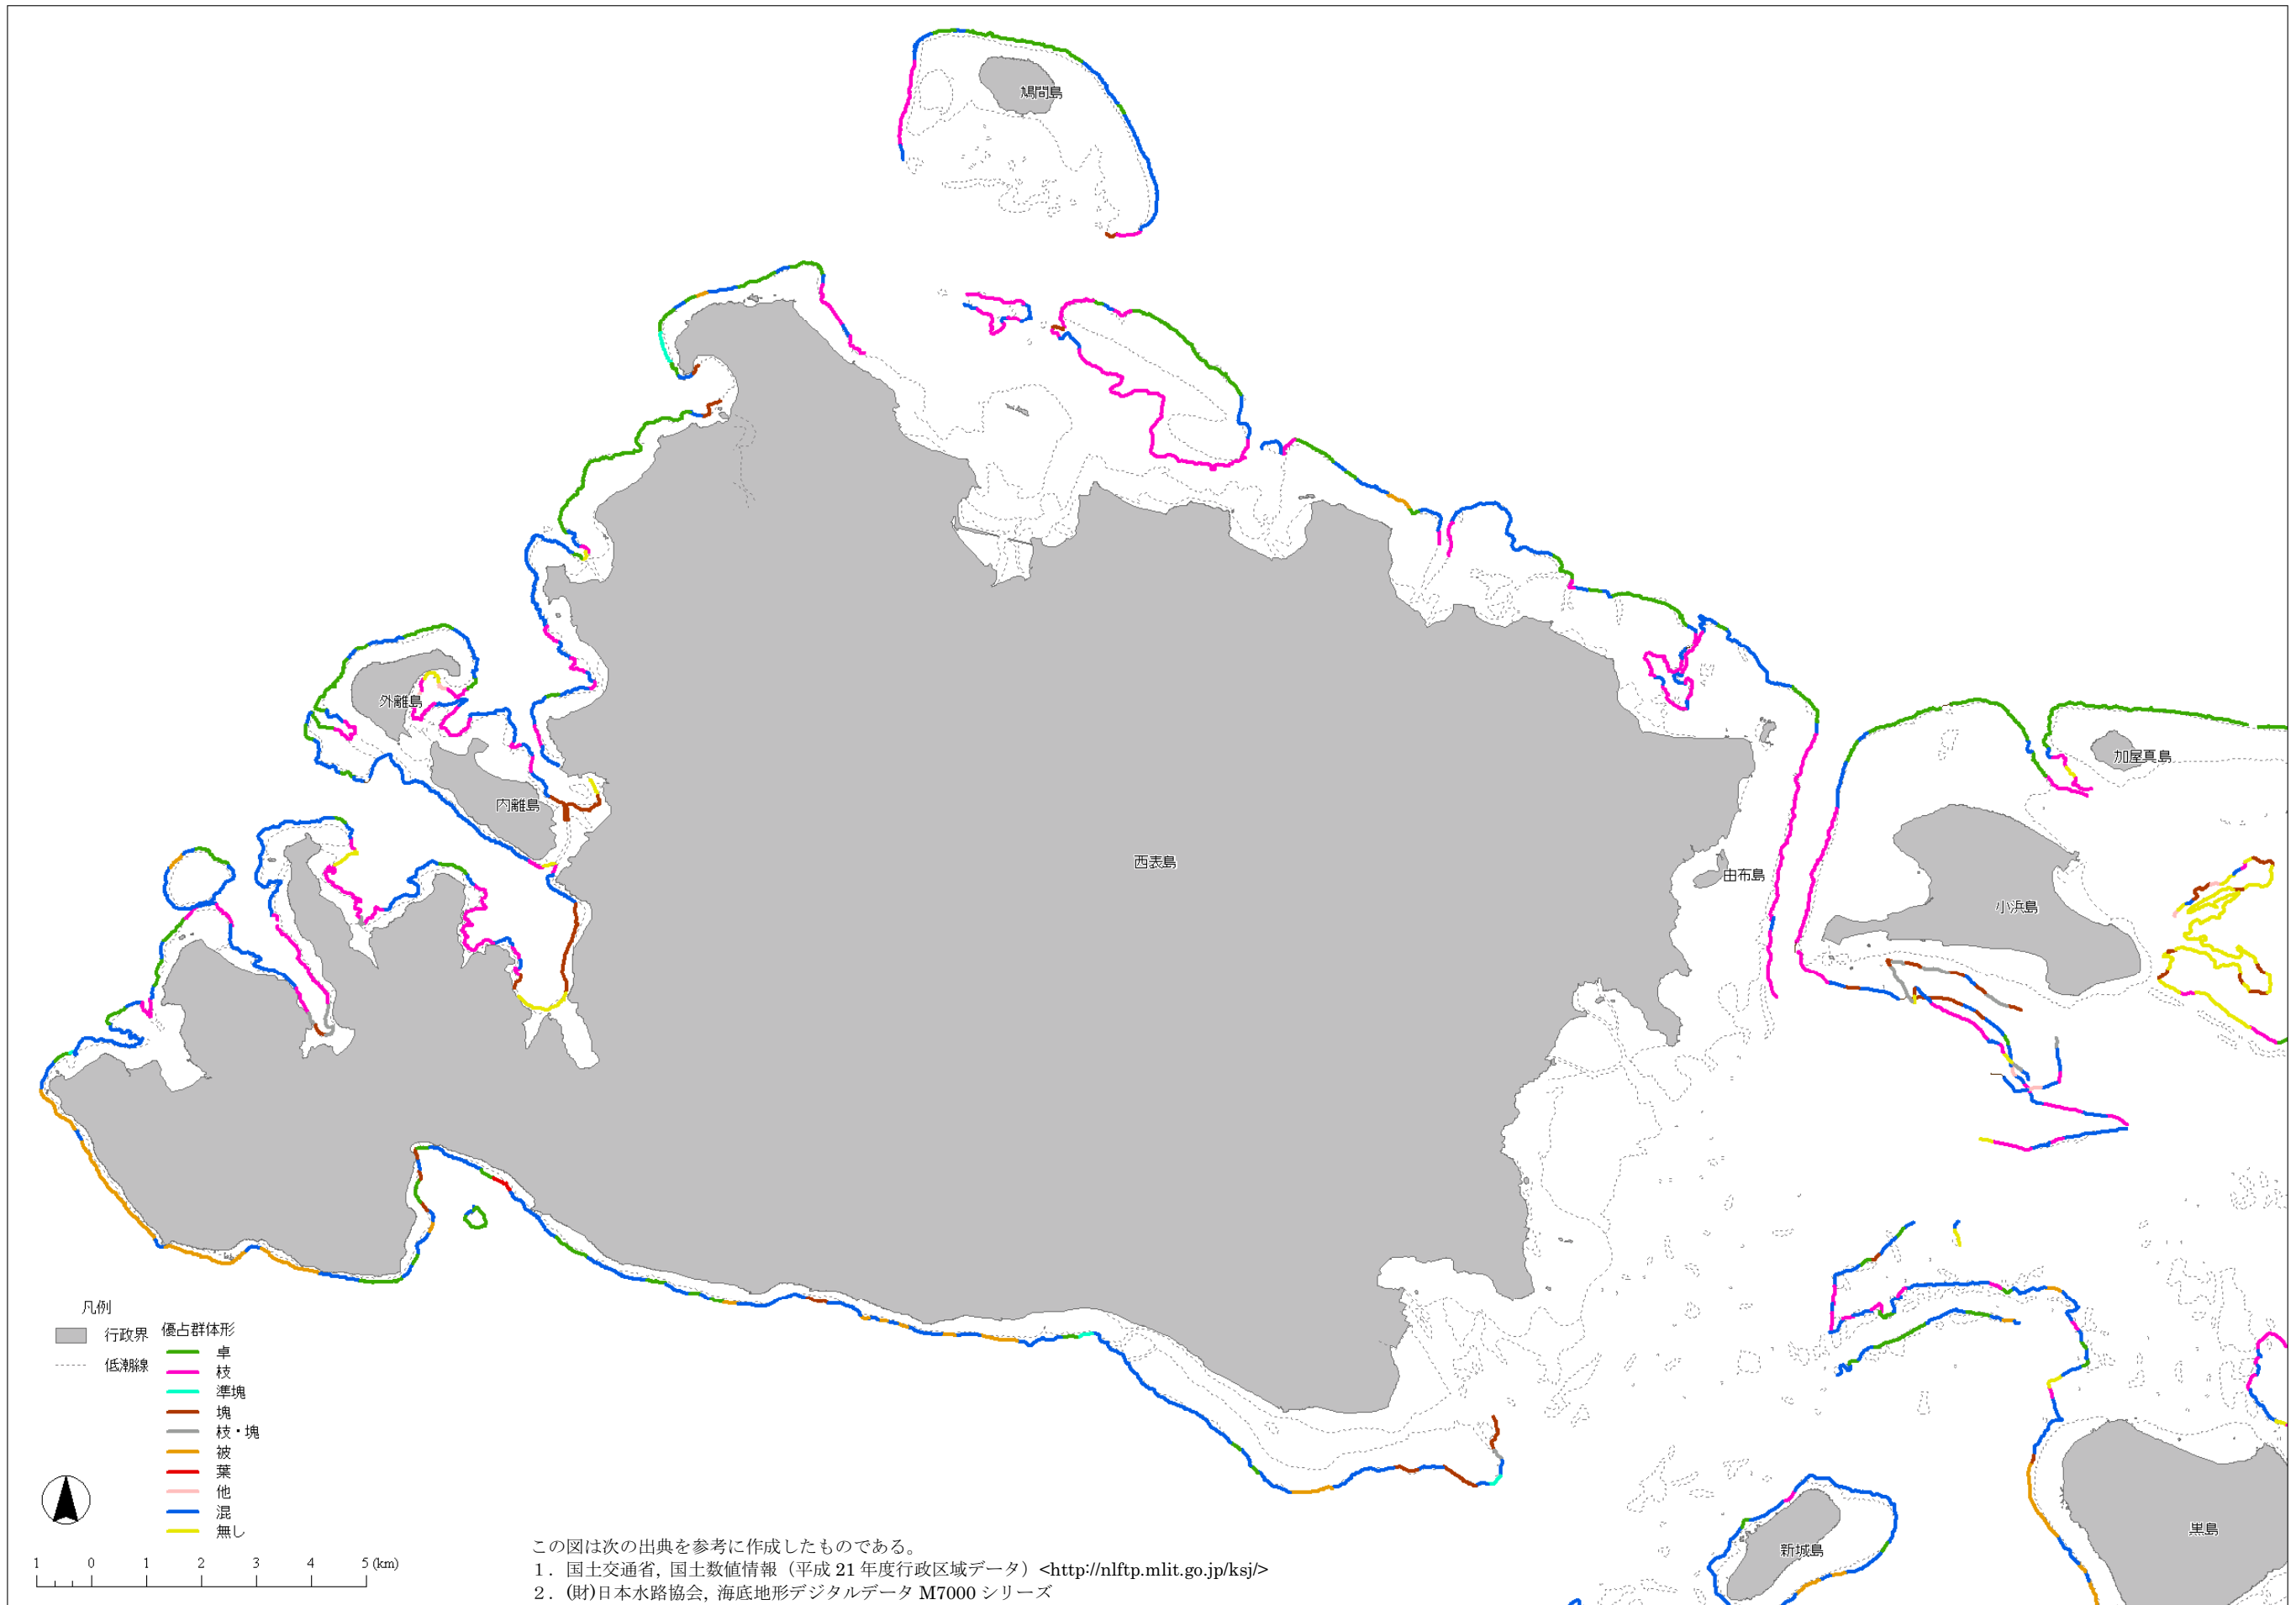 鳩間島
外離島
内離島
西表島
由布島
加屋真島
小浜島
黒島
新城島
凡例
行政界
低潮線
優占群体形
卓
枝
準塊
塊
枝・塊
被
葉
他
混
無し
1 0 1 2 3 4 5 (km)
この図は次の出典を参考に作成したものである。
１．国土交通省, 国土数値情報（平成 21 年度行政区域データ）<http://nlftp.mlit.go.jp/ksj/>
２．(財)日本水路協会, 海底地形デジタルデータ M7000 シリーズ